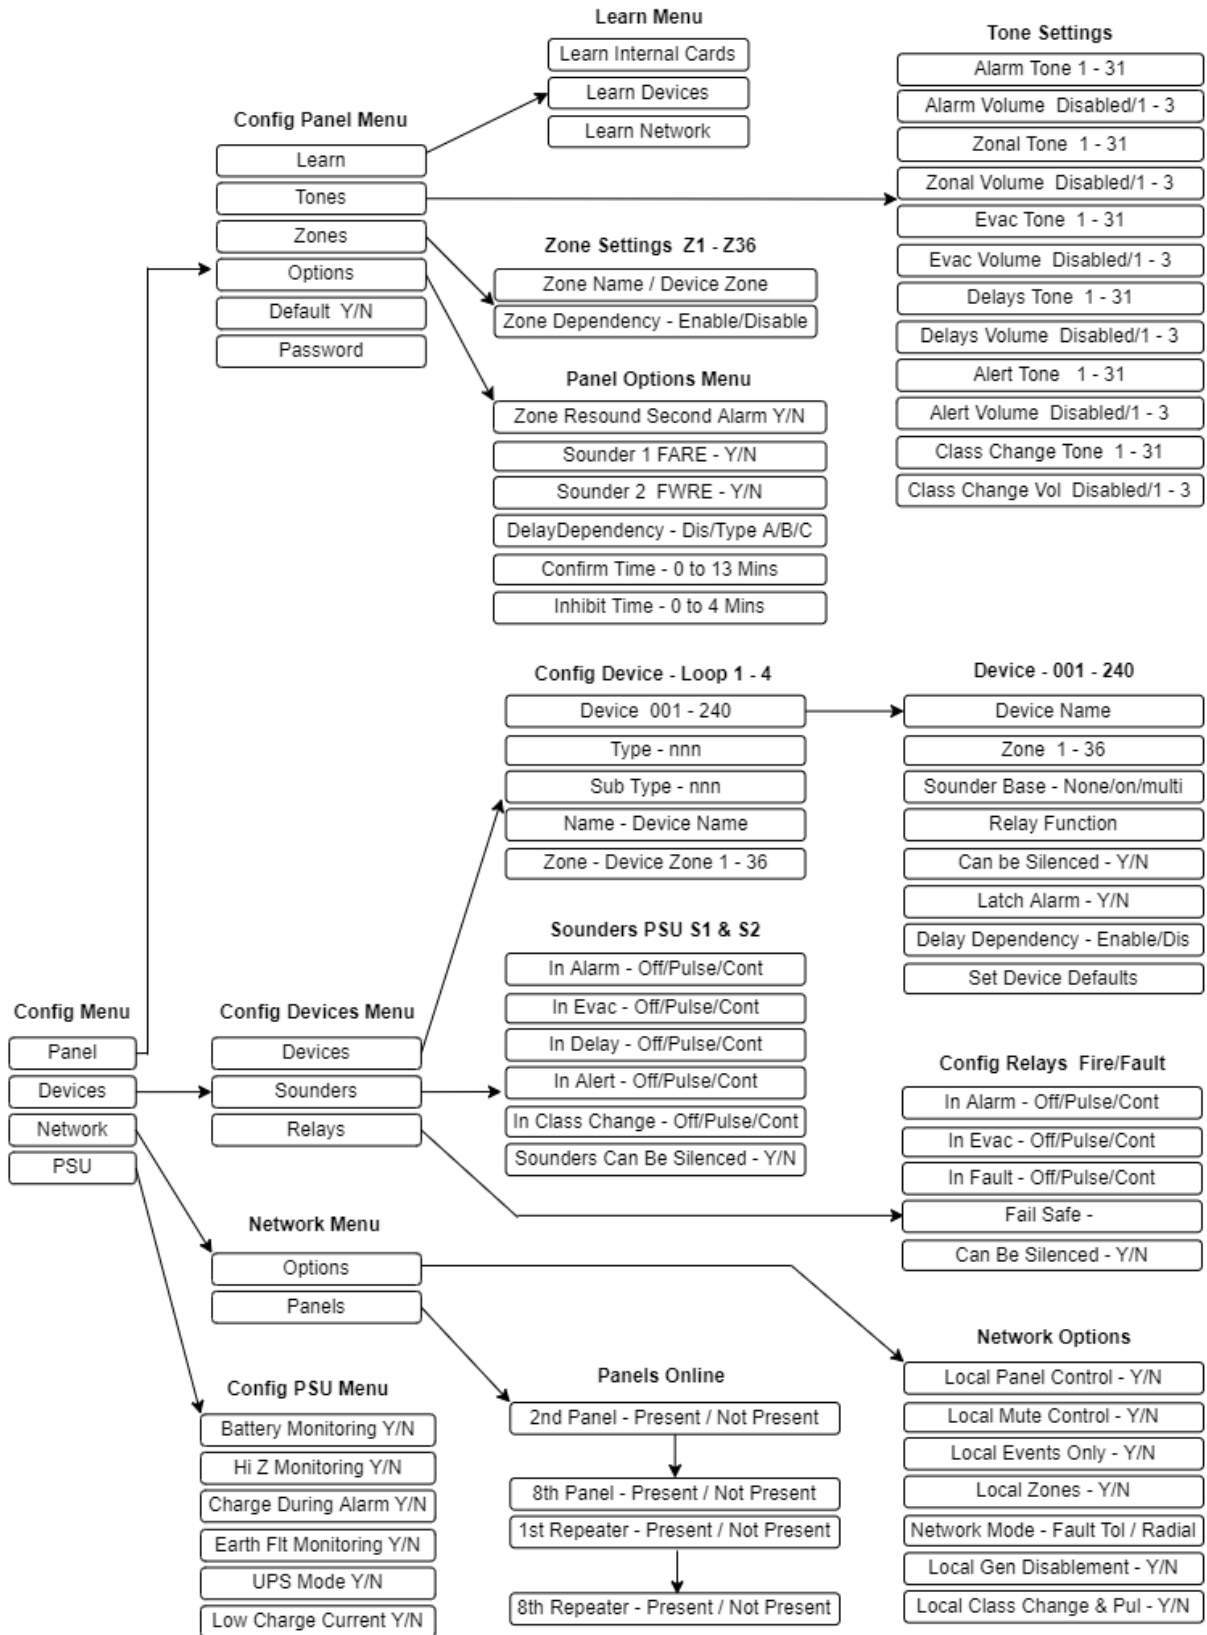 Learn Menu
Learn Internal Cards
Learn Devices
Learn Network
Tone Settings
Alarm Tone 1 - 31
Alarm Volume Disabled/1 - 3
Zonal Tone 1 - 31
Zonal Volume Disabled/1 - 3
Evac Tone 1 - 31
Evac Volume Disabled/1 - 3
Delays Tone 1 - 31
Delays Volume Disabled/1 - 3
Alert Tone 1 - 31
Alert Volume Disabled/1 - 3
Class Change Tone 1 - 31
Class Change Vol Disabled/1 - 3
Config Panel Menu
Learn
Tones
Zones
Options
Default Y/N
Password
Zone Settings Z1 - Z36
Zone Name / Device Zone
Zone Dependency - Enable/Disable
Panel Options Menu
Zone Resound Second Alarm Y/N
Sounder 1 FARE - Y/N
Sounder 2 FWRE - Y/N
DelayDependency - Dis/Type A/B/C
Confirm Time - 0 to 13 Mins
Inhibit Time - 0 to 4 Mins
Config Device - Loop 1 - 4
Device 001 - 240
Type - nnn
Sub Type - nnn
Name - Device Name
Zone - Device Zone 1 - 36
Device - 001 - 240
Device Name
Zone 1 - 36
Sounder Base - None/on/multi
Relay Function
Can be Silenced - Y/N
Latch Alarm - Y/N
Delay Dependency - Enable/Dis
Set Device Defaults
Sounders PSU S1 & S2
In Alarm - Off/Pulse/Cont
In Evac - Off/Pulse/Cont
In Delay - Off/Pulse/Cont
In Alert - Off/Pulse/Cont
In Class Change - Off/Pulse/Cont
Sounders Can Be Silenced - Y/N
Config Menu
Panel
Devices
Network
PSU
Config Devices Menu
Devices
Sounders
Relays
Config Relays Fire/Fault
In Alarm - Off/Pulse/Cont
In Evac - Off/Pulse/Cont
In Fault - Off/Pulse/Cont
Fail Safe -
Can Be Silenced - Y/N
Network Menu
Options
Panels
Config PSU Menu
Battery Monitoring Y/N
Hi Z Monitoring Y/N
Charge During Alarm Y/N
Earth Flt Monitoring Y/N
UPS Mode Y/N
Low Charge Current Y/N
Panels Online
2nd Panel - Present / Not Present
8th Panel - Present / Not Present
1st Repeater - Present / Not Present
8th Repeater - Present / Not Present
Network Options
Local Panel Control - Y/N
Local Mute Control - Y/N
Local Events Only - Y/N
Local Zones - Y/N
Network Mode - Fault Tol / Radial
Local Gen Disablement - Y/N
Local Class Change & Pul - Y/N